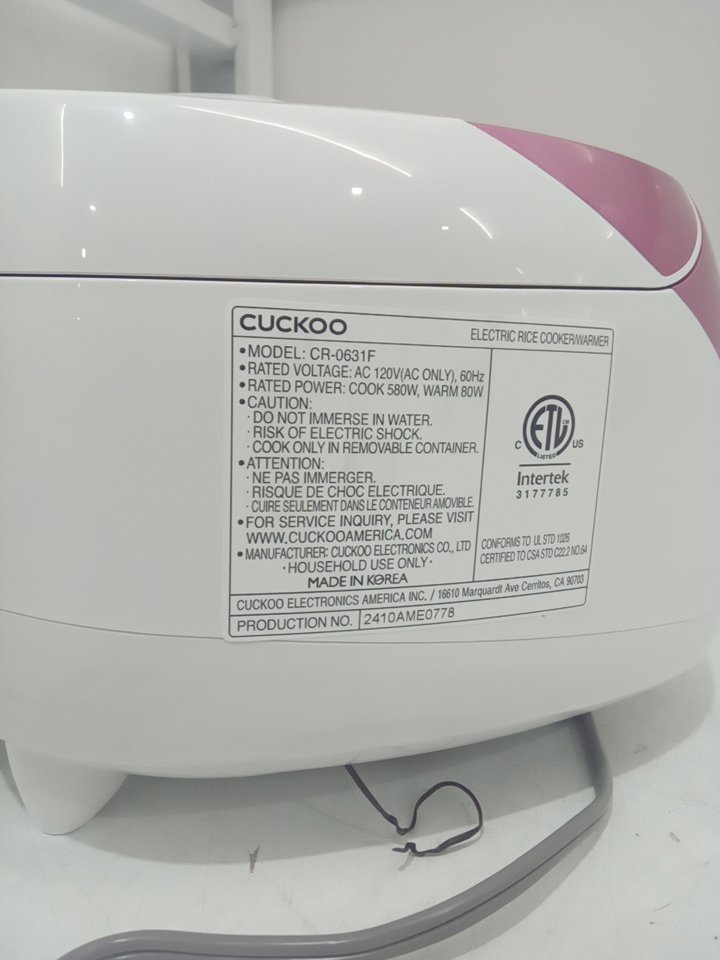 CUCKOO
ELECTRIC RICE COOKER/WARMER
• MODEL: CR-0631F
• RATED VOLTAGE: AC 120V(AC ONLY), 60Hz
• RATED POWER: COOK 580W, WARM 80W
• CAUTION:
· DO NOT IMMERSE IN WATER.
· RISK OF ELECTRIC SHOCK.
· COOK ONLY IN REMOVABLE CONTAINER.
• ATTENTION:
· NE PAS IMMERGER.
· RISQUE DE CHOC ELECTRIQUE.
· CUIRE SEULEMENT DANS LE CONTENEUR AMOVIBLE.
• FOR SERVICE INQUIRY, PLEASE VISIT
WWW.CUCKOOAMERICA.COM
• MANUFACTURER: CUCKOO ELECTRONICS CO., LTD
· HOUSEHOLD USE ONLY ·
MADE IN KOREA
ETL CM
LISTED
C US
Intertek
3177785
CONFORMS TO UL STD 1026
CERTIFIED TO CSA STD C22.2 NO.64
CUCKOO ELECTRONICS AMERICA INC. / 16610 Marquardt Ave Cerritos, CA 90703
PRODUCTION NO. 2410AME0778